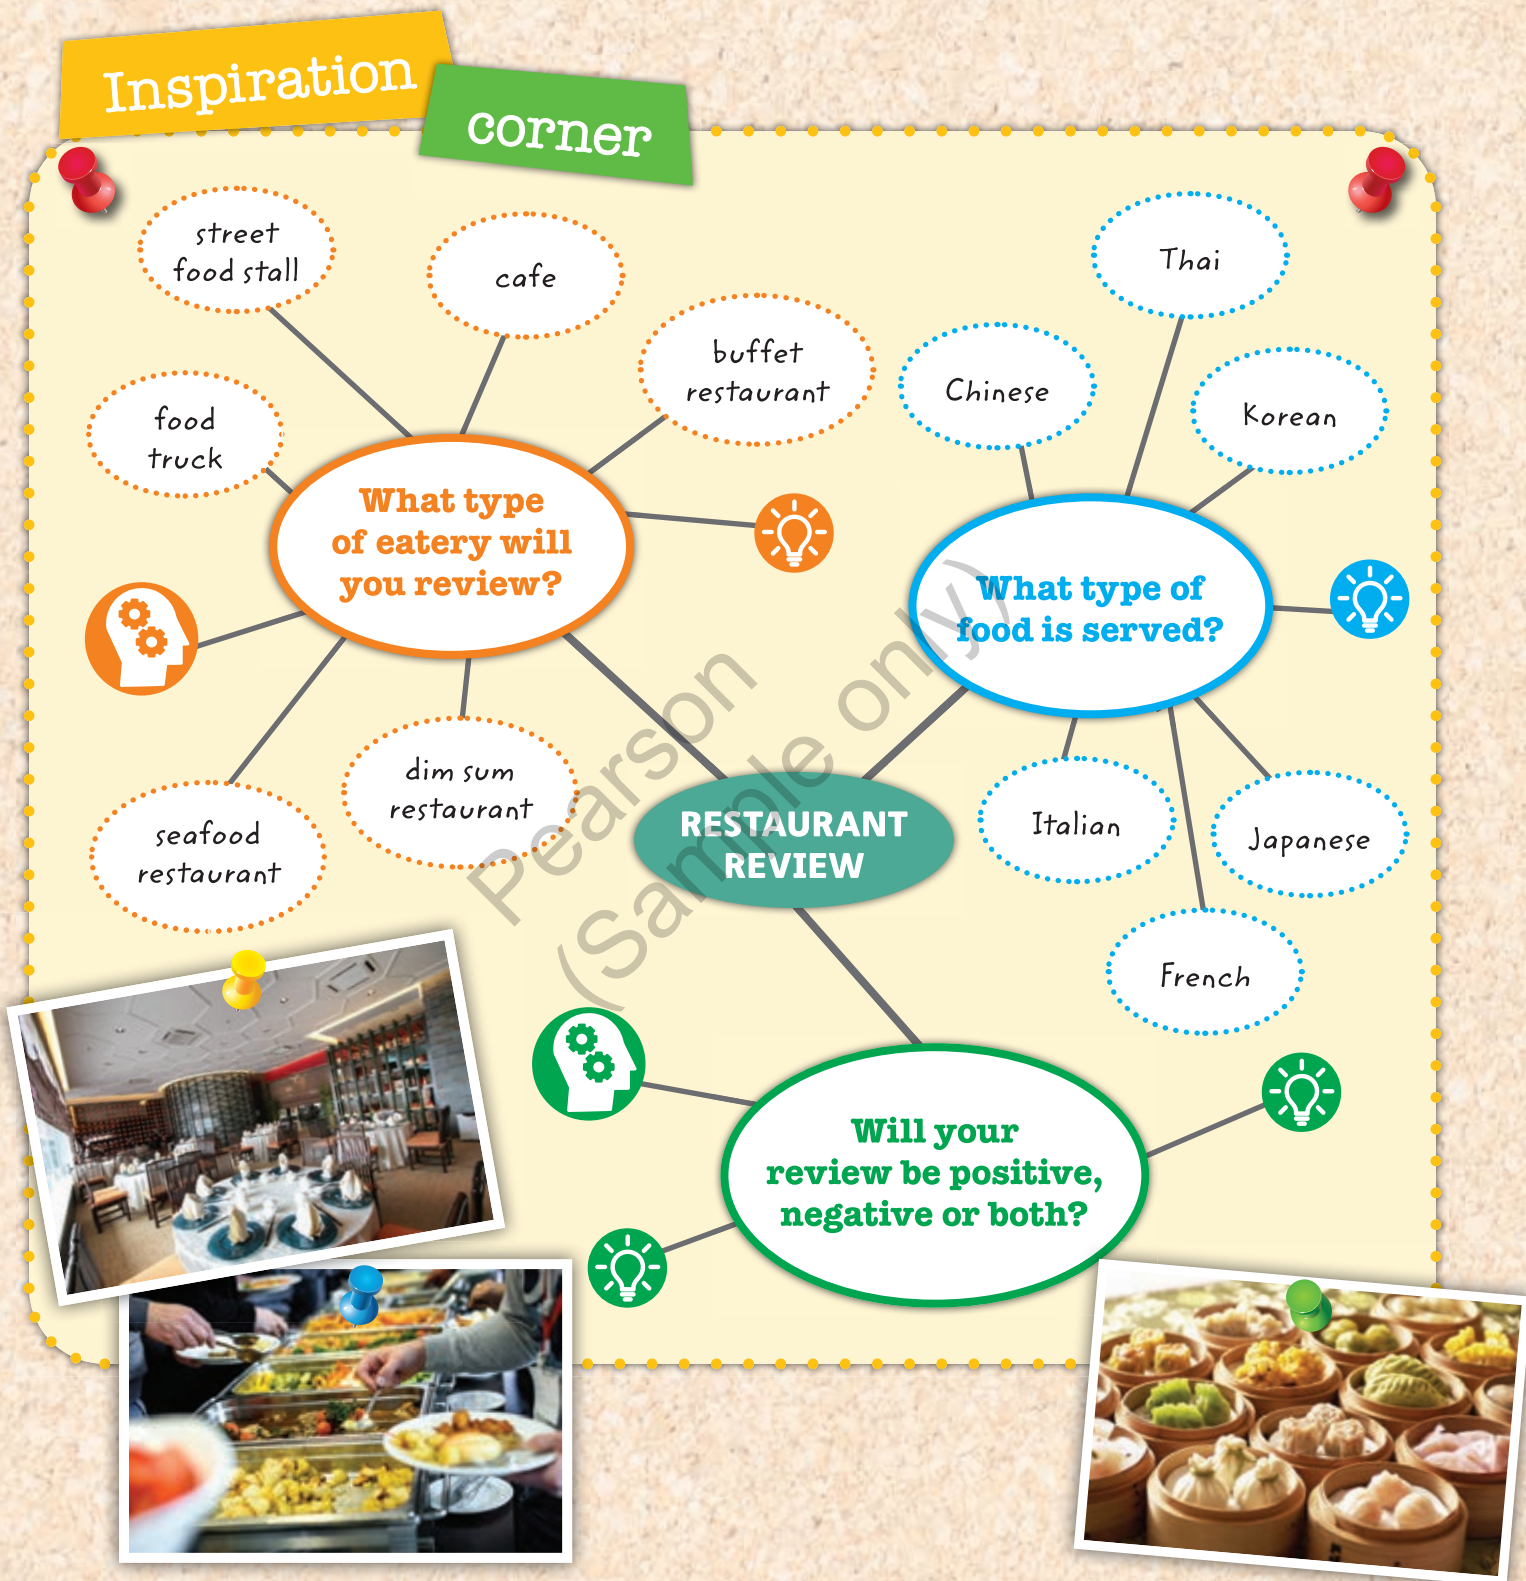 Inspiration
corner
street
food stall
cafe
buffet
restaurant
food
truck
What type
of eatery will
you review?
seafood
restaurant
dim sum
restaurant
Thai
Chinese
Korean
What type of
food is served?
Italian
Japanese
French
RESTAURANT
REVIEW
Will your
review be positive,
negative or both?
Pearson
(Sample only)